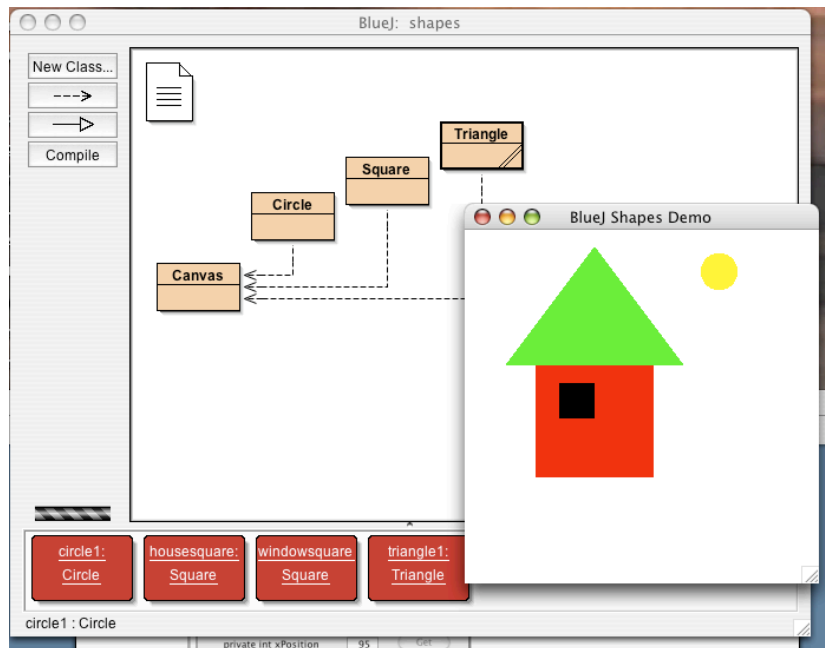 BlueJ: shapes
New Class...
Compile
Triangle
Square
Circle
Canvas
BlueJ Shapes Demo
circle1:
Circle
housesquare:
Square
windowsquare
Square
triangle1:
Triangle
circle1 : Circle
private int xPosition
95
Get